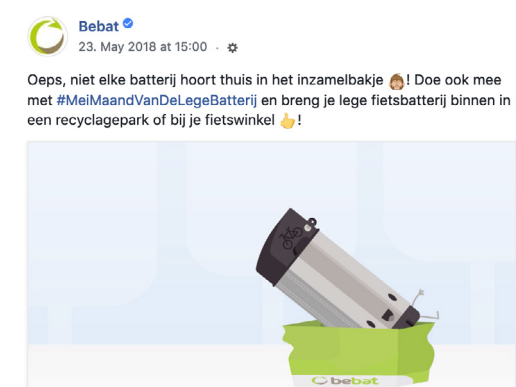 Bebat
23. May 2018 at 15:00 ·
Oeps, niet elke batterij hoort thuis in het inzamelbakje 🤷! Doe ook mee
met #MeiMaandVanDeLegeBatterij en breng je lege fietsbatterij binnen in
een recyclagepark of bij je fietswinkel 👍!
bebat